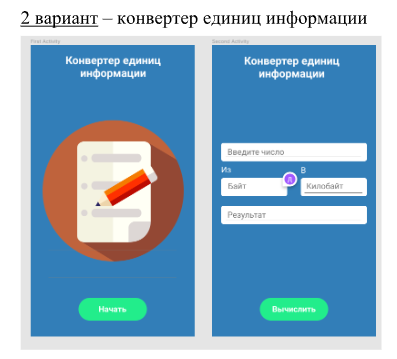 2 вариант – конвертер единиц информации
First Activity
Second Activity
Конвертер единиц
информации
Начать
Конвертер единиц
информации
Введите число
Из
В
Байт
Килобайт
Результат
Вычислить